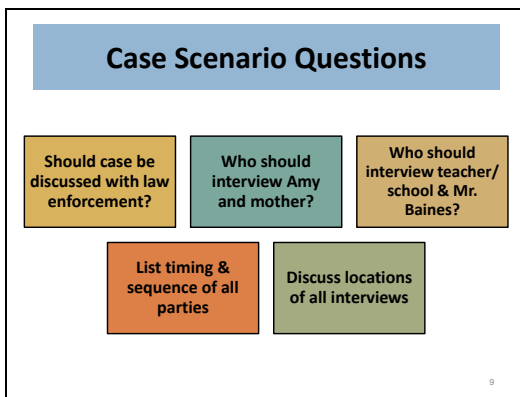 Case Scenario Questions
Should case be
discussed with law
enforcement?
Who should
interview Amy
and mother?
Who should
interview teacher/
school & Mr.
Baines?
List timing &
sequence of all
parties
Discuss locations
of all interviews
9